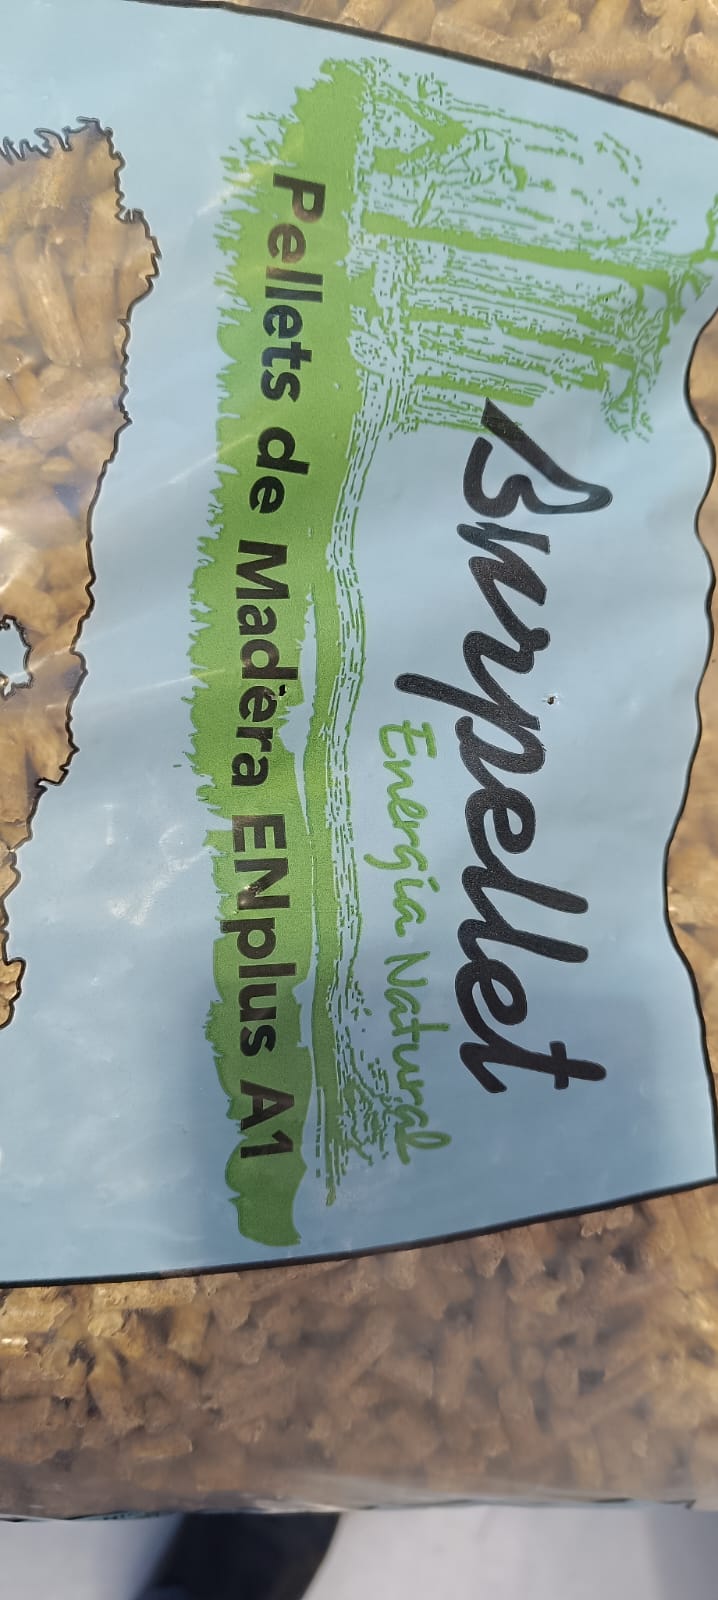 Burpellet
Energía Natural
Pellets de Madera ENplus A1